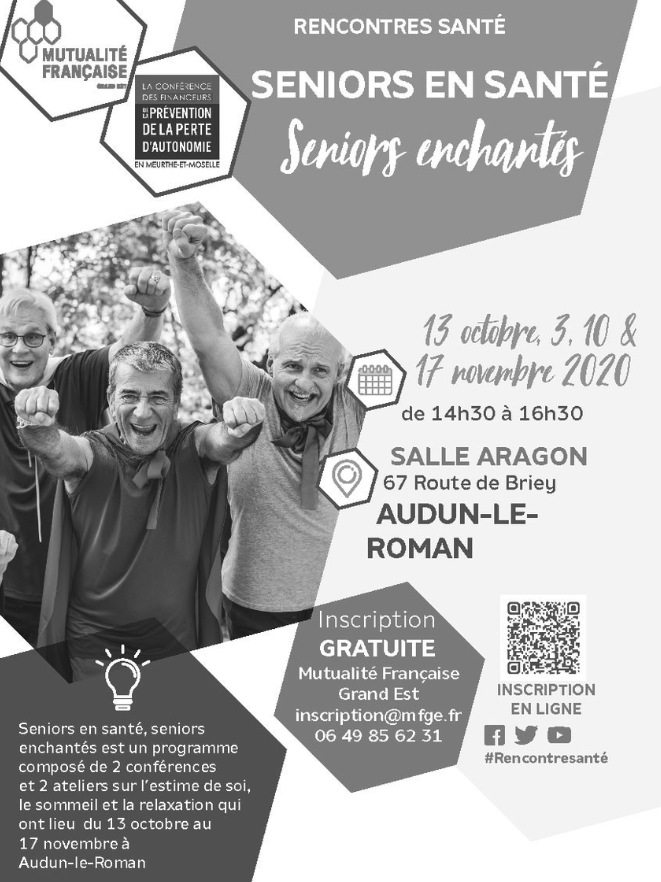 MUTUALITÉ
FRANÇAISE
GRAND EST
LA CONFÉRENCE
DES FINANCEURS
DE LA PRÉVENTION
DE LA PERTE
D'AUTONOMIE
EN MEURTHE-ET-MOSELLE
RENCONTRES SANTÉ
SENIORS EN SANTÉ
Seniors enchantés
13 octobre, 3, 10 &
17 novembre 2020
de 14h30 à 16h30
SALLE ARAGON
67 Route de Briey
AUDUN-LE-
ROMAN
Inscription
GRATUITE
Mutualité Française
Grand Est
inscription@mfge.fr
06 49 85 62 31
INSCRIPTION
EN LIGNE
#Rencontresanté
Seniors en santé, seniors
enchantés est un programme
composé de 2 conférences
et 2 ateliers sur l'estime de soi,
le sommeil et la relaxation qui
ont lieu du 13 octobre au
17 novembre à
Audun-le-Roman